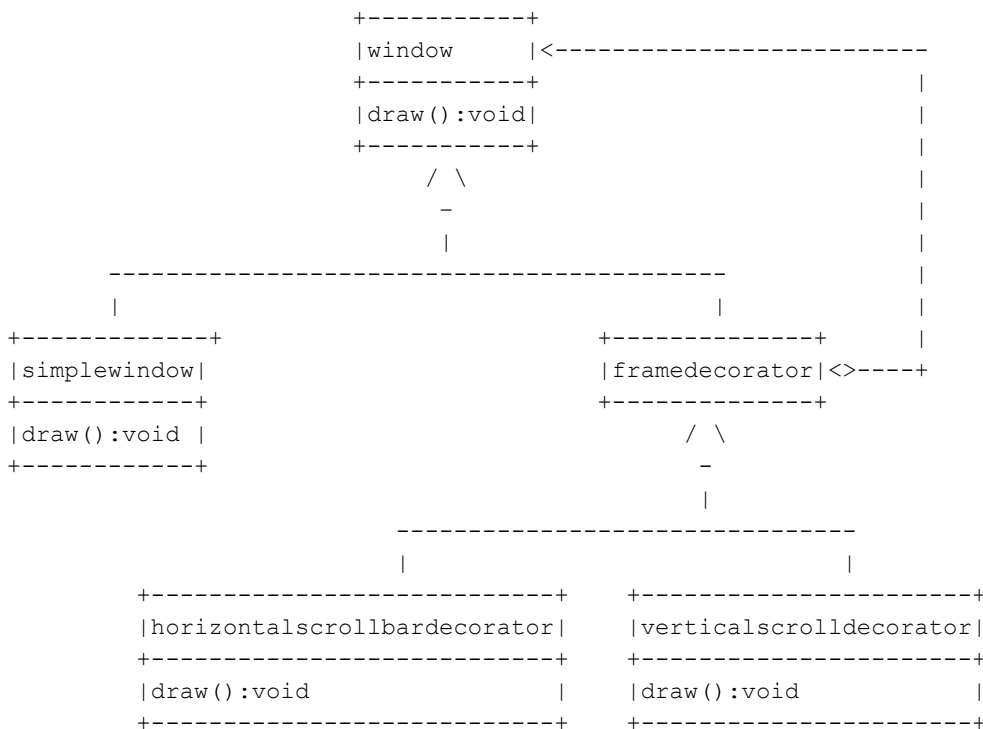 window
draw():void
simplewindow
framedecorator
draw():void
horizontalscrollbardecorator
verticalscrolldecorator
draw():void
draw():void